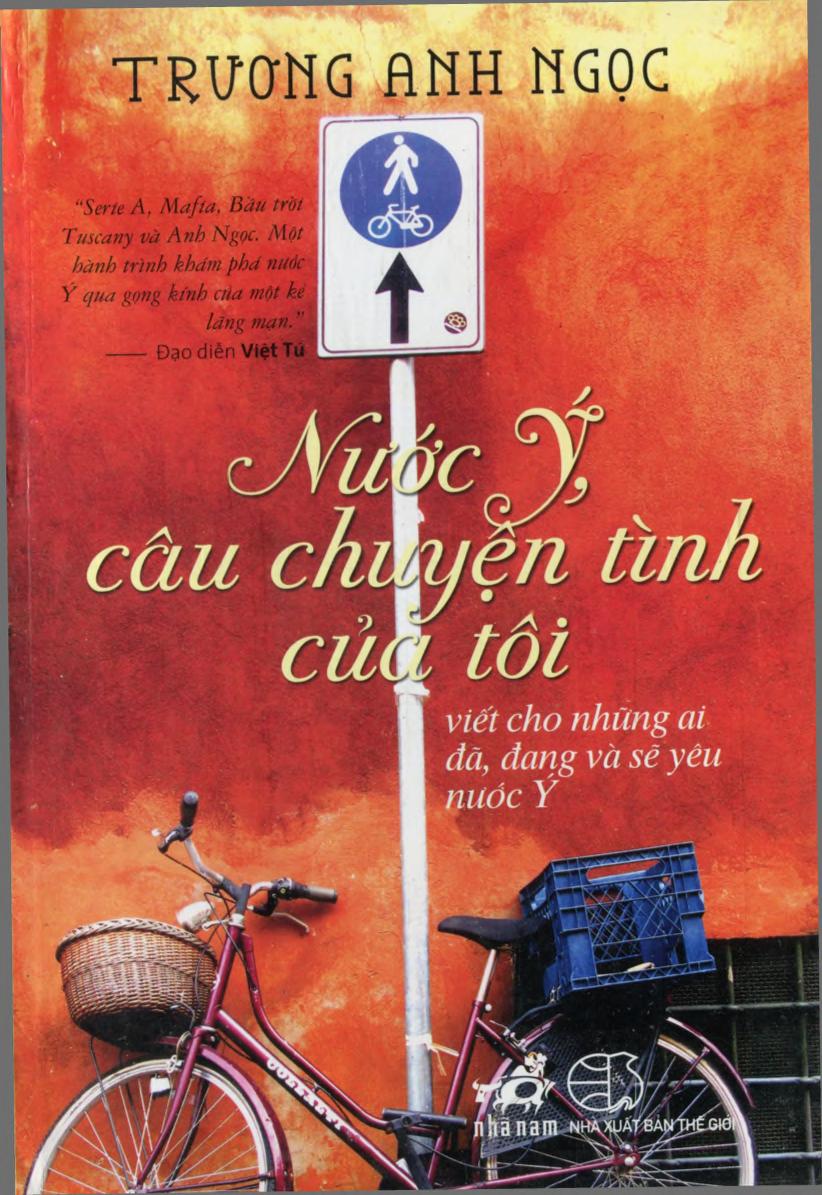 TRƯƠNG ANH NGỌC
“Serie A, Mafia, Bầu trời
Tuscany và Anh Ngọc. Một
hành trình khám phá nước
Ý qua gọng kính của một kẻ
lãng mạn.”
—— Đạo diễn Việt Tú
Nước Ý,
câu chuyện tình
của tôi
viết cho những ai
đã, đang và sẽ yêu
nước Ý
nhã nam
NHÀ XUẤT BẢN THẾ GIỚI